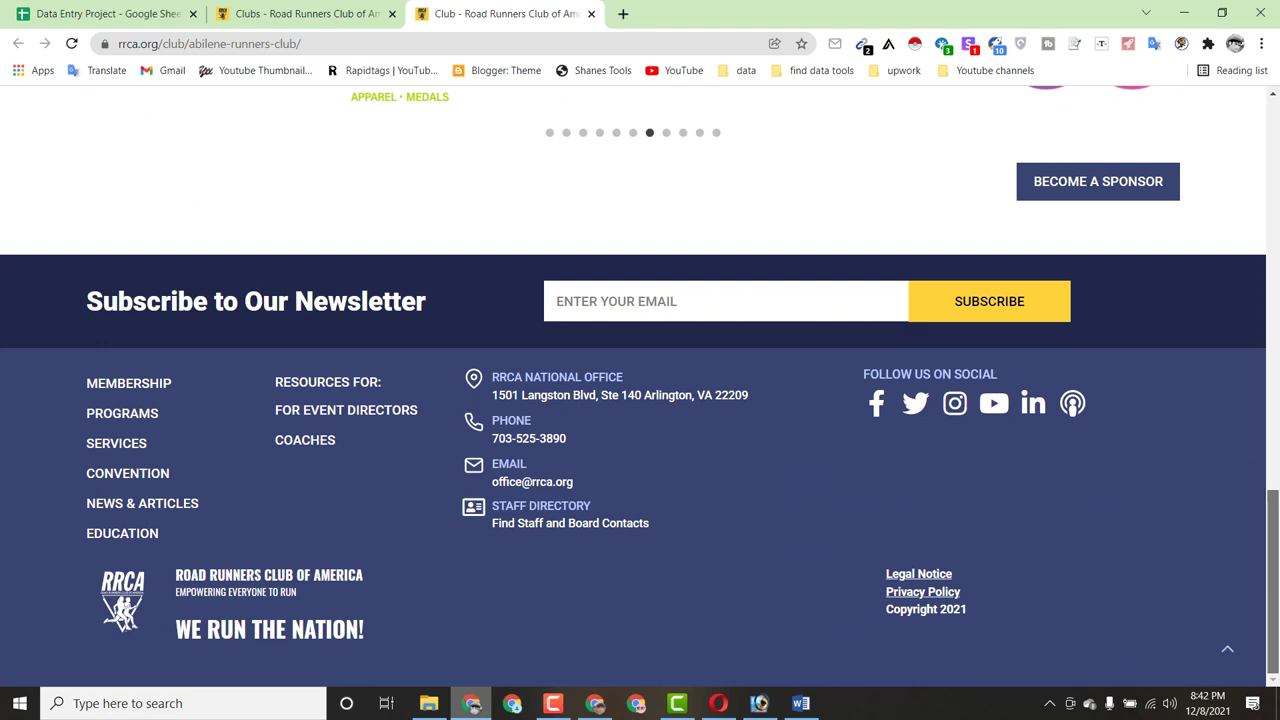 Data Entry Project - Google Shee
Clubs - Road Runners Club of Am
Club - Road Runners Club of Ame
rrca.org/club/abilene-runners-club/
2
3
1
10
Apps
Translate
Gmail
Youtube Thumbnail...
Rapidtags | YouTub...
Blogger: Theme
Shanes Tools
YouTube
data
find data tools
upwork
Youtube channels
Reading list
APPAREL • MEDALS
BECOME A SPONSOR
Subscribe to Our Newsletter
ENTER YOUR EMAIL
SUBSCRIBE
MEMBERSHIP
PROGRAMS
SERVICES
CONVENTION
NEWS & ARTICLES
EDUCATION
RESOURCES FOR:
FOR EVENT DIRECTORS
COACHES
RRCA NATIONAL OFFICE
1501 Langston Blvd, Ste 140 Arlington, VA 22209
PHONE
703-525-3890
EMAIL
office@rrca.org
STAFF DIRECTORY
Find Staff and Board Contacts
FOLLOW US ON SOCIAL
RRCA
ROAD RUNNERS CLUB OF AMERICA
EMPOWERING EVERYONE TO RUN
WE RUN THE NATION!
Legal Notice
Privacy Policy
Copyright 2021
Type here to search
8:42 PM
12/8/2021